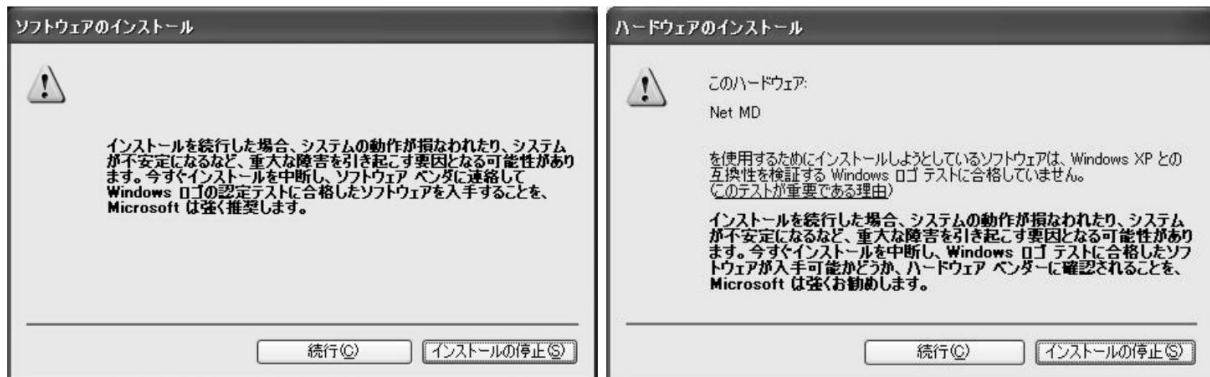 ソフトウェアのインストール
インストールを続行した場合、システムの動作が損なわれたり、システム
が不安定になるなど、重大な障害を引き起こす要因となる可能性があり
ます。今すぐインストールを中断し、ソフトウェア ベンダに連絡して
Windows ロゴの認定テストに合格したソフトウェアを入手することを、
Microsoft は強く推奨します。
続行(C)
インストールの停止(S)
ハードウェアのインストール
このハードウェア:
Net MD
を使用するためにインストールしようとしているソフトウェアは、Windows XP との
互換性を検証する Windows ロゴ テストに合格していません。
(このテストが重要である理由)
インストールを続行した場合、システムの動作が損なわれたり、システム
が不安定になるなど、重大な障害を引き起こす要因となる可能性があり
ます。今すぐインストールを中断し、Windows ロゴ テストに合格したソフ
トウェアが入手可能かどうか、ハードウェア ベンダーに確認されることを、
Microsoft は強くお勧めします。
続行(C)
インストールの停止(S)